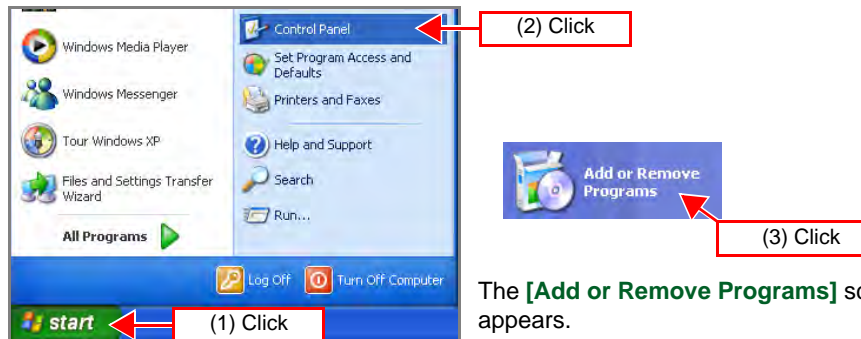 Windows Media Player
Windows Messenger
Tour Windows XP
Files and Settings Transfer
Wizard
All Programs
Control Panel
Set Program Access and
Defaults
Printers and Faxes
Help and Support
Search
Run...
Log Off
Turn Off Computer
start
(1) Click
(2) Click
Add or Remove
Programs
(3) Click
The [Add or Remove Programs]
appears.